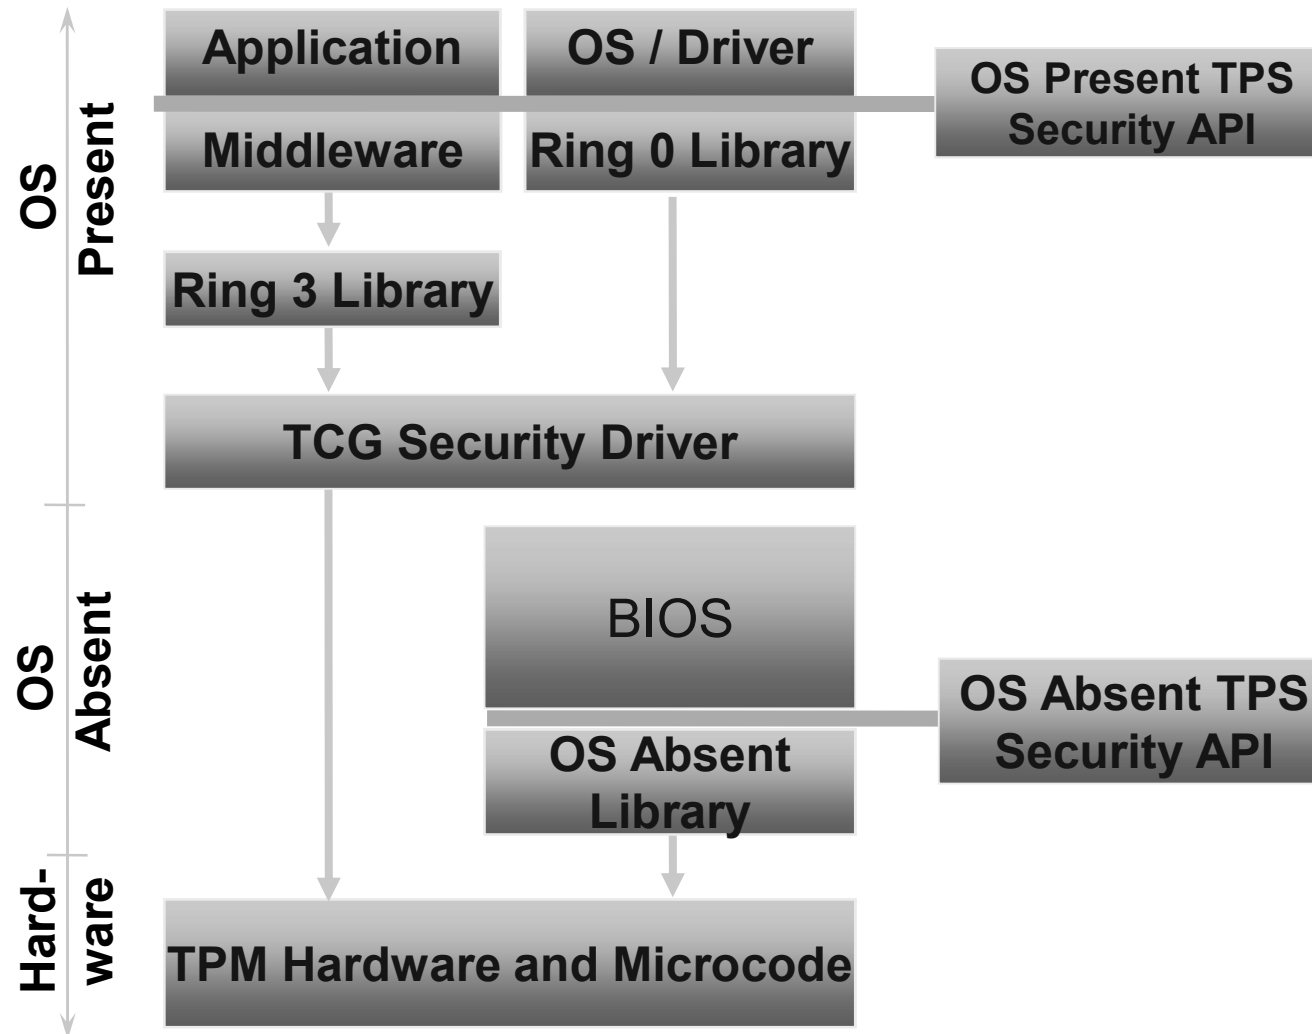 Application
OS / Driver
OS Present TPS
Security API
Middleware
Ring 0 Library
OS
Present
Ring 3 Library
TCG Security Driver
BIOS
OS
Absent
OS Absent TPS
Security API
OS Absent
Library
Hard-
ware
TPM Hardware and Microcode